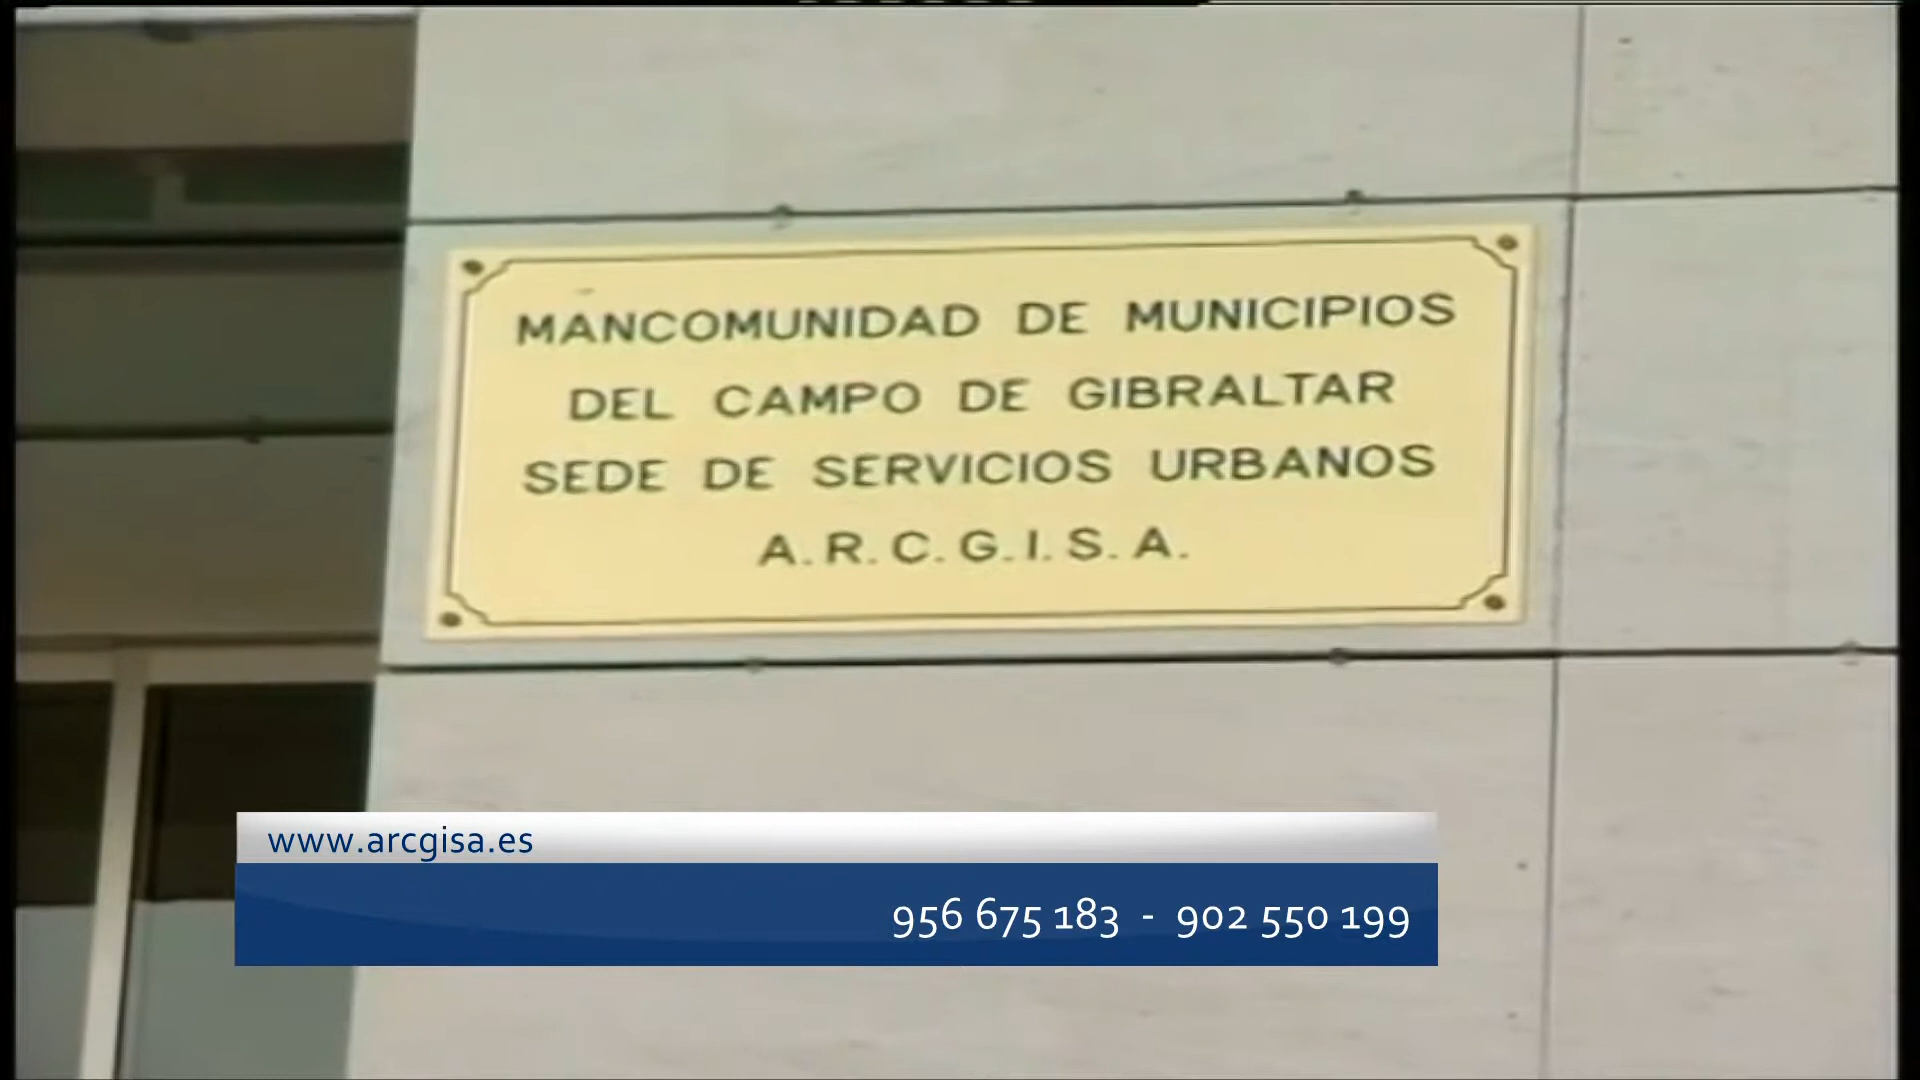 MANCOMUNIDAD DE MUNICIPIOS
DEL CAMPO DE GIBRALTAR
SEDE DE SERVICIOS URBANOS
A.R.C.G.I.S.A.
www.arcgisa.es
956 675 183 - 902 550 199